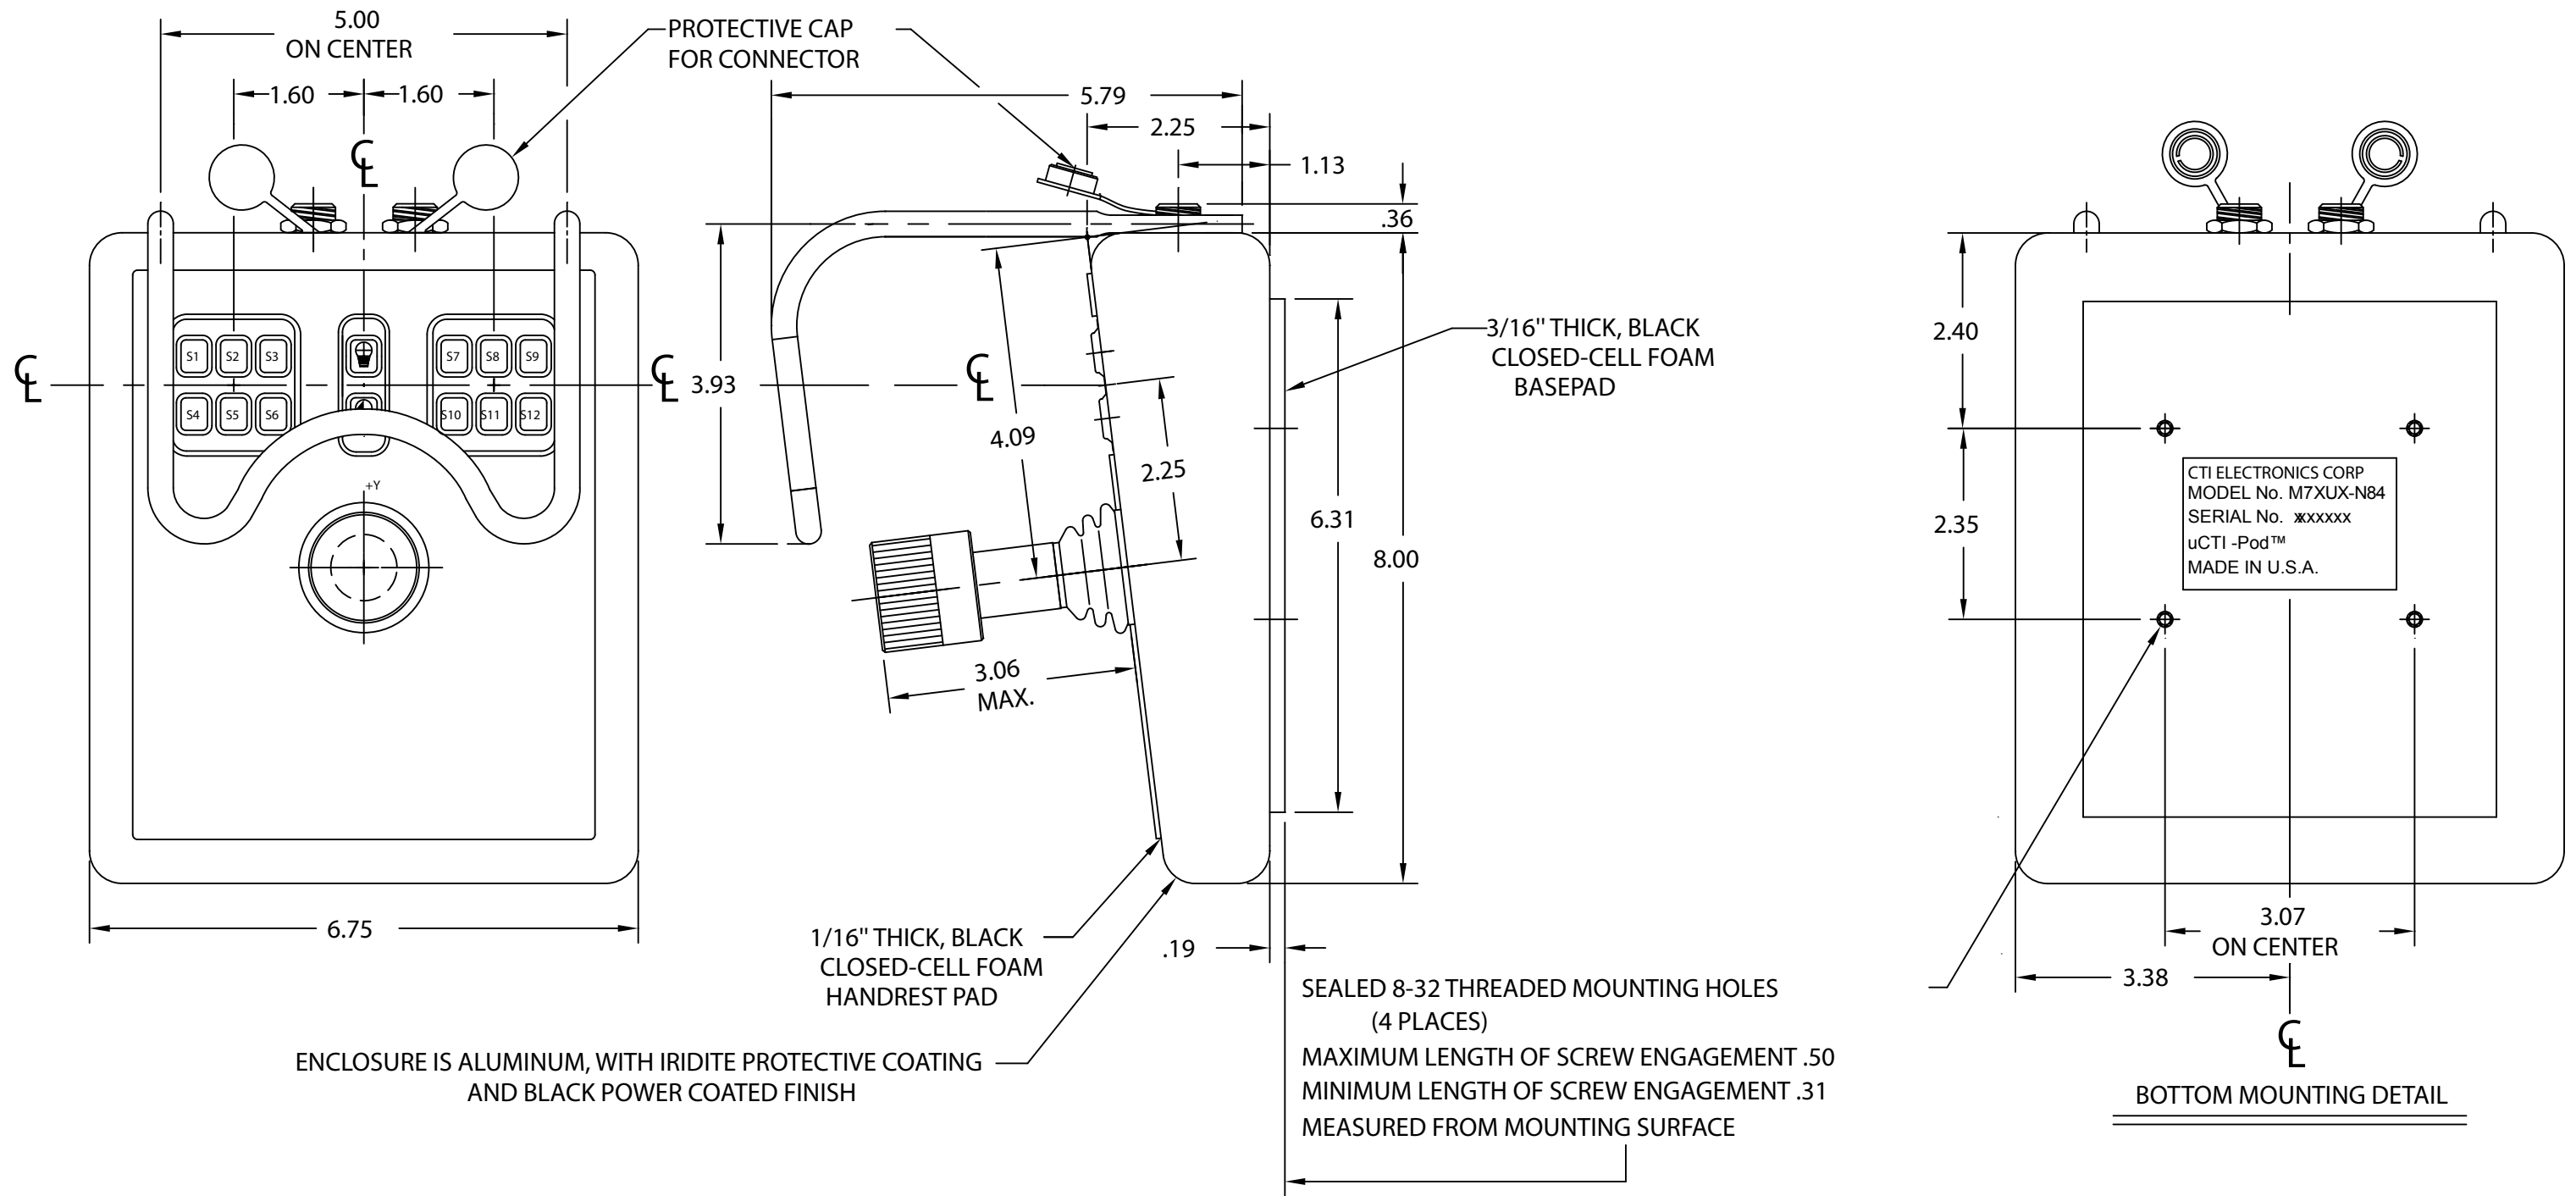 5.00
ON CENTER
1.60
1.60
PROTECTIVE CAP
FOR CONNECTOR
℄
℄
S1
S2
S3
S4
S5
S6
S7
S8
S9
S10
S11
S12
+Y
6.75
℄
3.93
5.79
2.25
1.13
.36
℄
4.09
2.25
6.31
8.00
3.06
MAX.
.19
3/16" THICK, BLACK
CLOSED-CELL FOAM
BASEPAD
1/16" THICK, BLACK
CLOSED-CELL FOAM
HANDREST PAD
ENCLOSURE IS ALUMINUM, WITH IRIDITE PROTECTIVE COATING
AND BLACK POWER COATED FINISH
SEALED 8-32 THREADED MOUNTING HOLES
(4 PLACES)
MAXIMUM LENGTH OF SCREW ENGAGEMENT .50
MINIMUM LENGTH OF SCREW ENGAGEMENT .31
MEASURED FROM MOUNTING SURFACE
2.40
2.35
CTI ELECTRONICS CORP
MODEL No. M7XUX-N84
SERIAL No. xxxxxxx
uCTI -Pod™
MADE IN U.S.A.
3.07
ON CENTER
3.38
℄
BOTTOM MOUNTING DETAIL